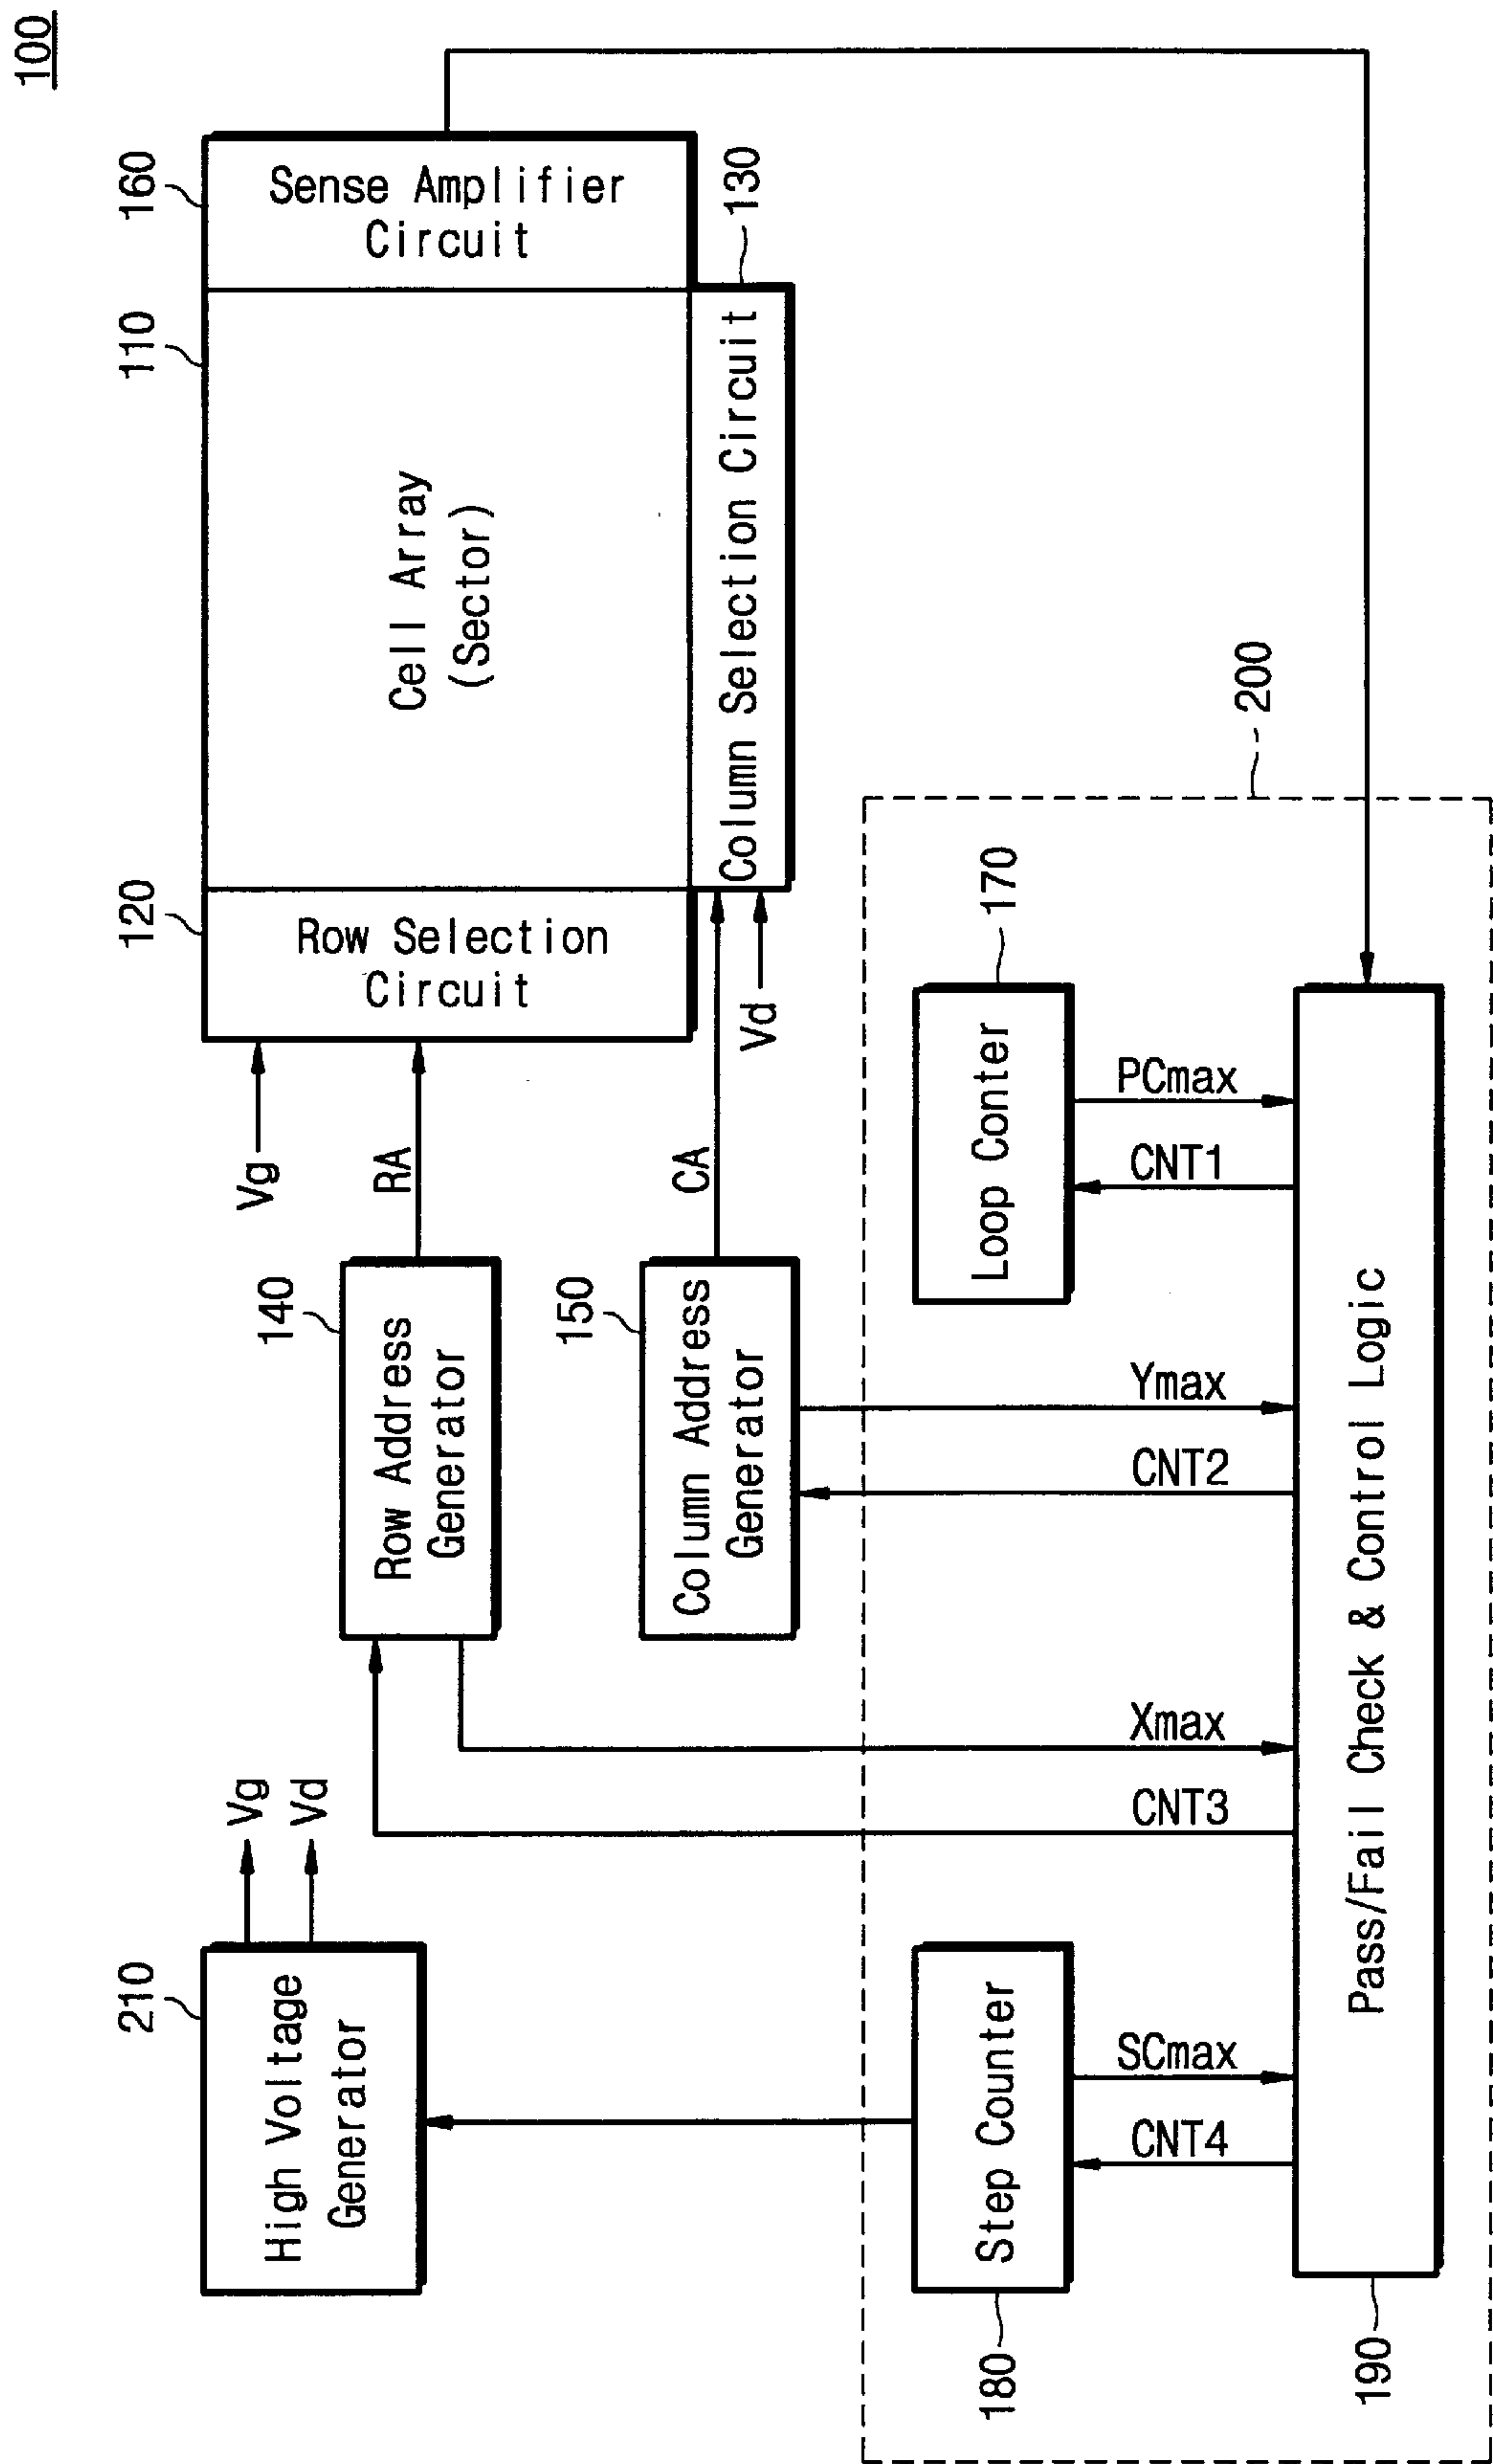 100
160
Sense Amplifier
Circuit
110
Cell Array
(Sector)
130
Column Selection Circuit
120
Row Selection
Circuit
Vg
RA
CA
Vd
140
Row Address
Generator
150
Column Address
Generator
210
High Voltage
Generator
Vg
Vd
200
170
Loop Conter
PCmax
CNT1
Ymax
CNT2
Xmax
CNT3
180
Step Counter
SCmax
CNT4
190
Pass/Fail Check & Control Logic